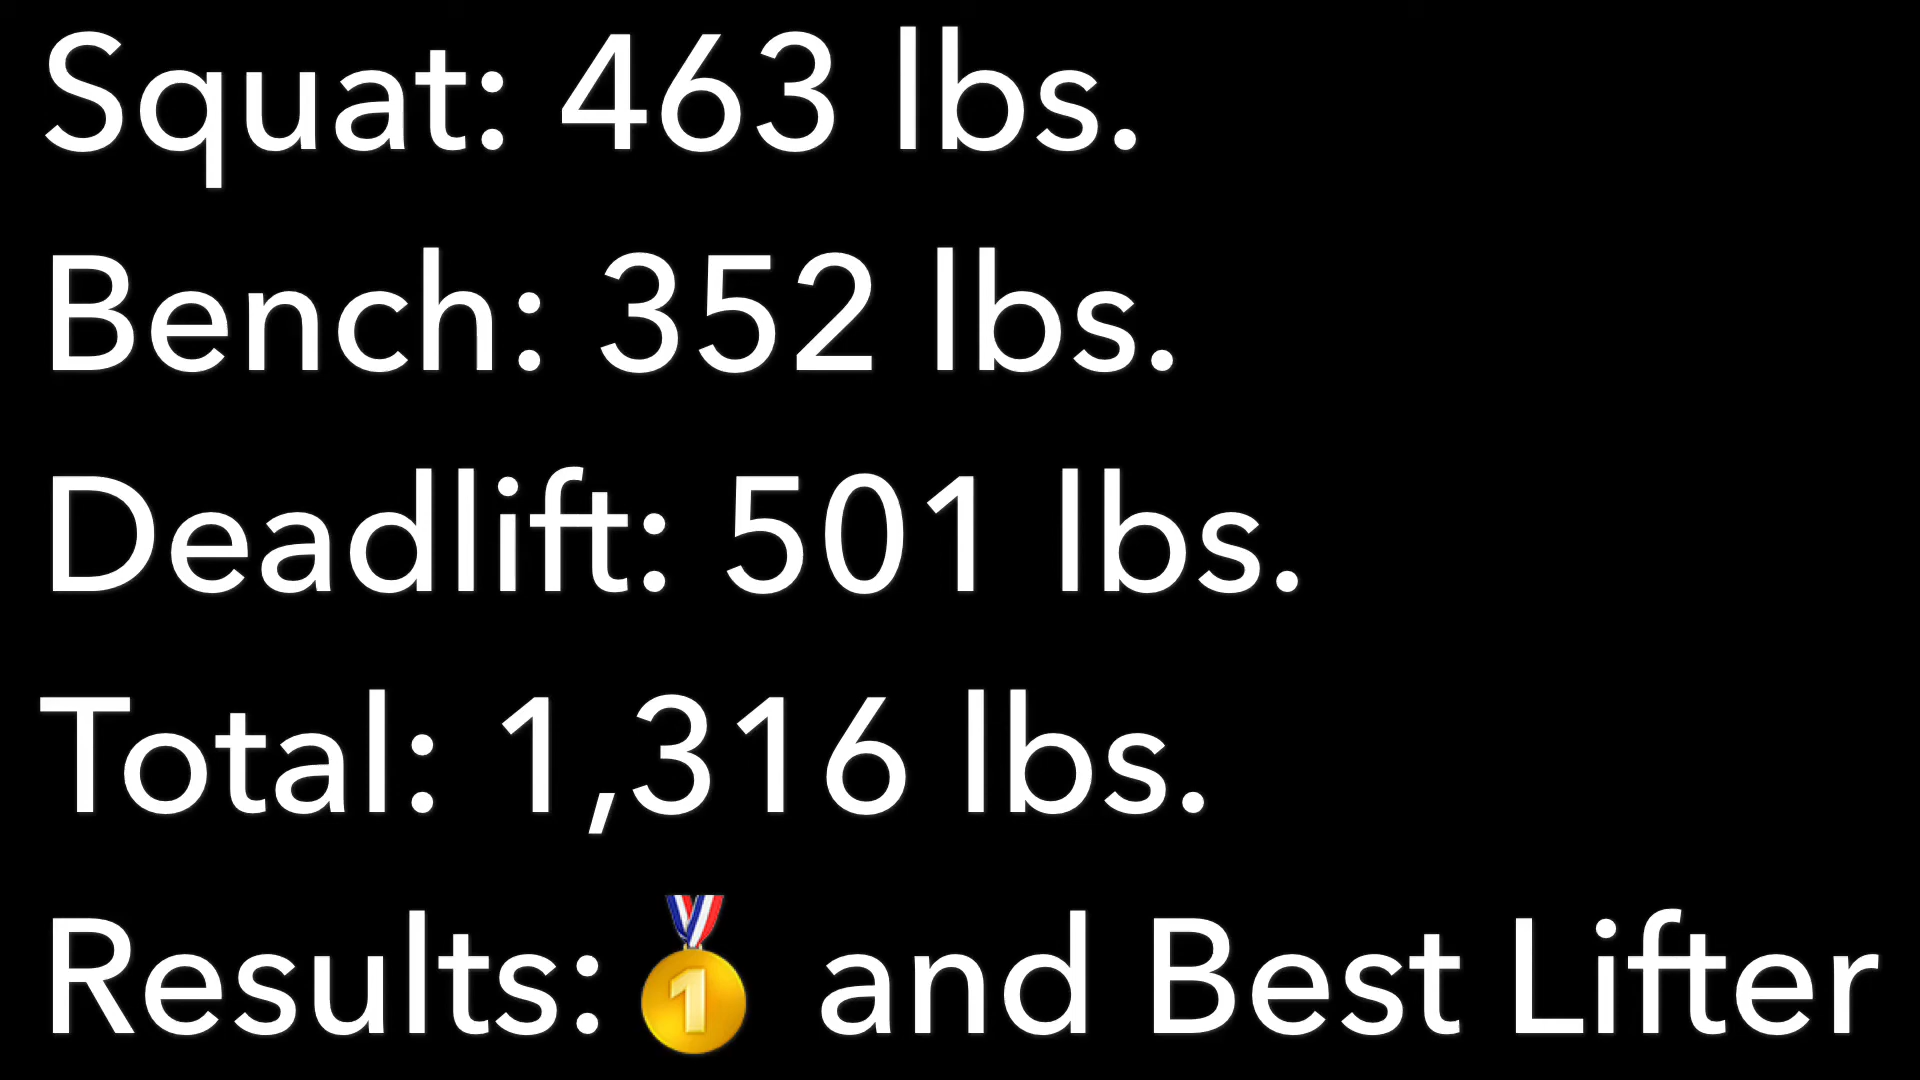 Squat: 463 lbs.
Bench: 352 lbs.
Deadlift: 501 lbs.
Total: 1,316 lbs.
Results: 🥇 and Best Lifter